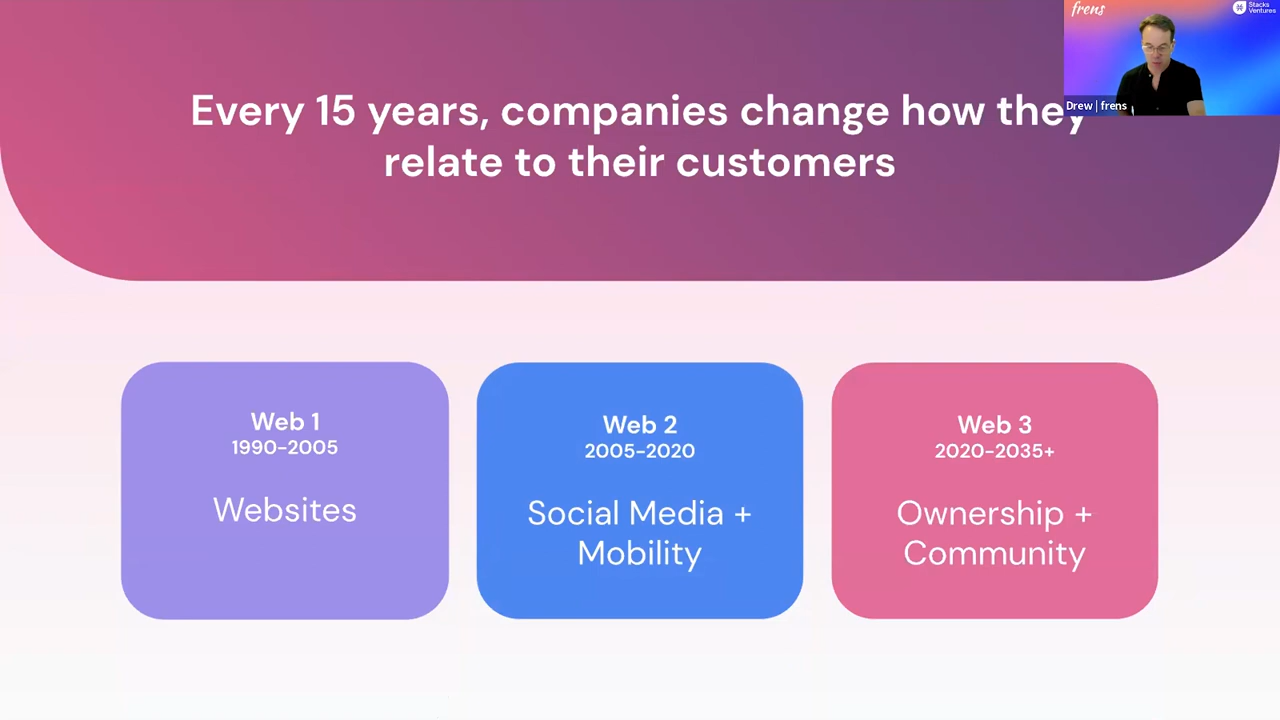 frens
Stacks
Ventures
Drew | frens
Every 15 years, companies change how they
relate to their customers
Web 1
1990-2005
Websites
Web 2
2005-2020
Social Media +
Mobility
Web 3
2020-2035+
Ownership +
Community